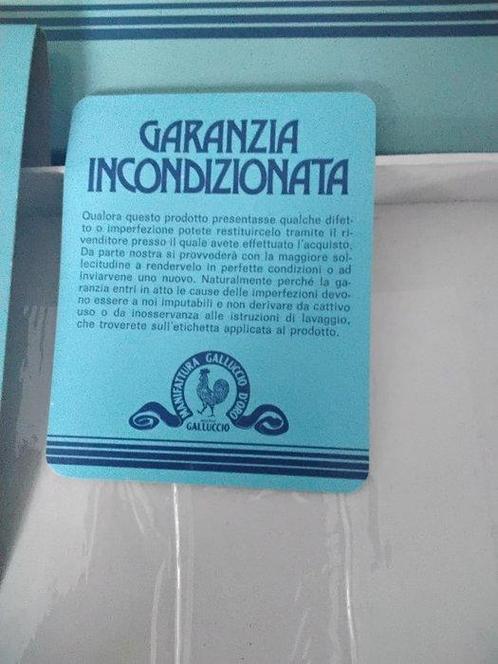 GARANZIA
INCONDIZIONATA
Qualora questo prodotto presentasse qualche difet-
to o imperfezione potete restituircelo tramite il ri-
venditore presso il quale avete effettuato l'acquisto.
Da parte nostra si provvederà con la maggiore sol-
lecitudine a rendervelo in perfette condizioni o ad
inviarvene uno nuovo. Naturalmente perché la ga-
ranzia entri in atto le cause delle imperfezioni devo-
no essere a noi imputabili e non derivare da cattivo
uso o da inosservanza alle istruzioni di lavaggio,
che troverete sull'etichetta applicata al prodotto.
MANIFATTURA GALLUCCIO D'ORO
GALLUCCIO